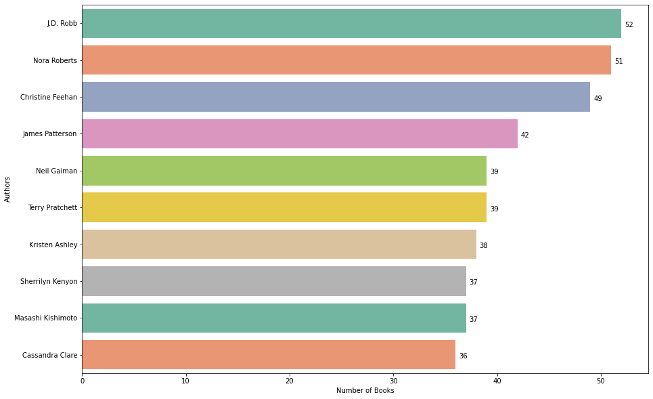 J.D. Robb 52
Nora Roberts 51
Christine Feehan 49
James Patterson 42
Neil Gaiman 39
Terry Pratchett 39
Kristen Ashley 38
Sherrilyn Kenyon 37
Masashi Kishimoto 37
Cassandra Clare 36
Authors
0 10 20 30 40 50
Number of Books